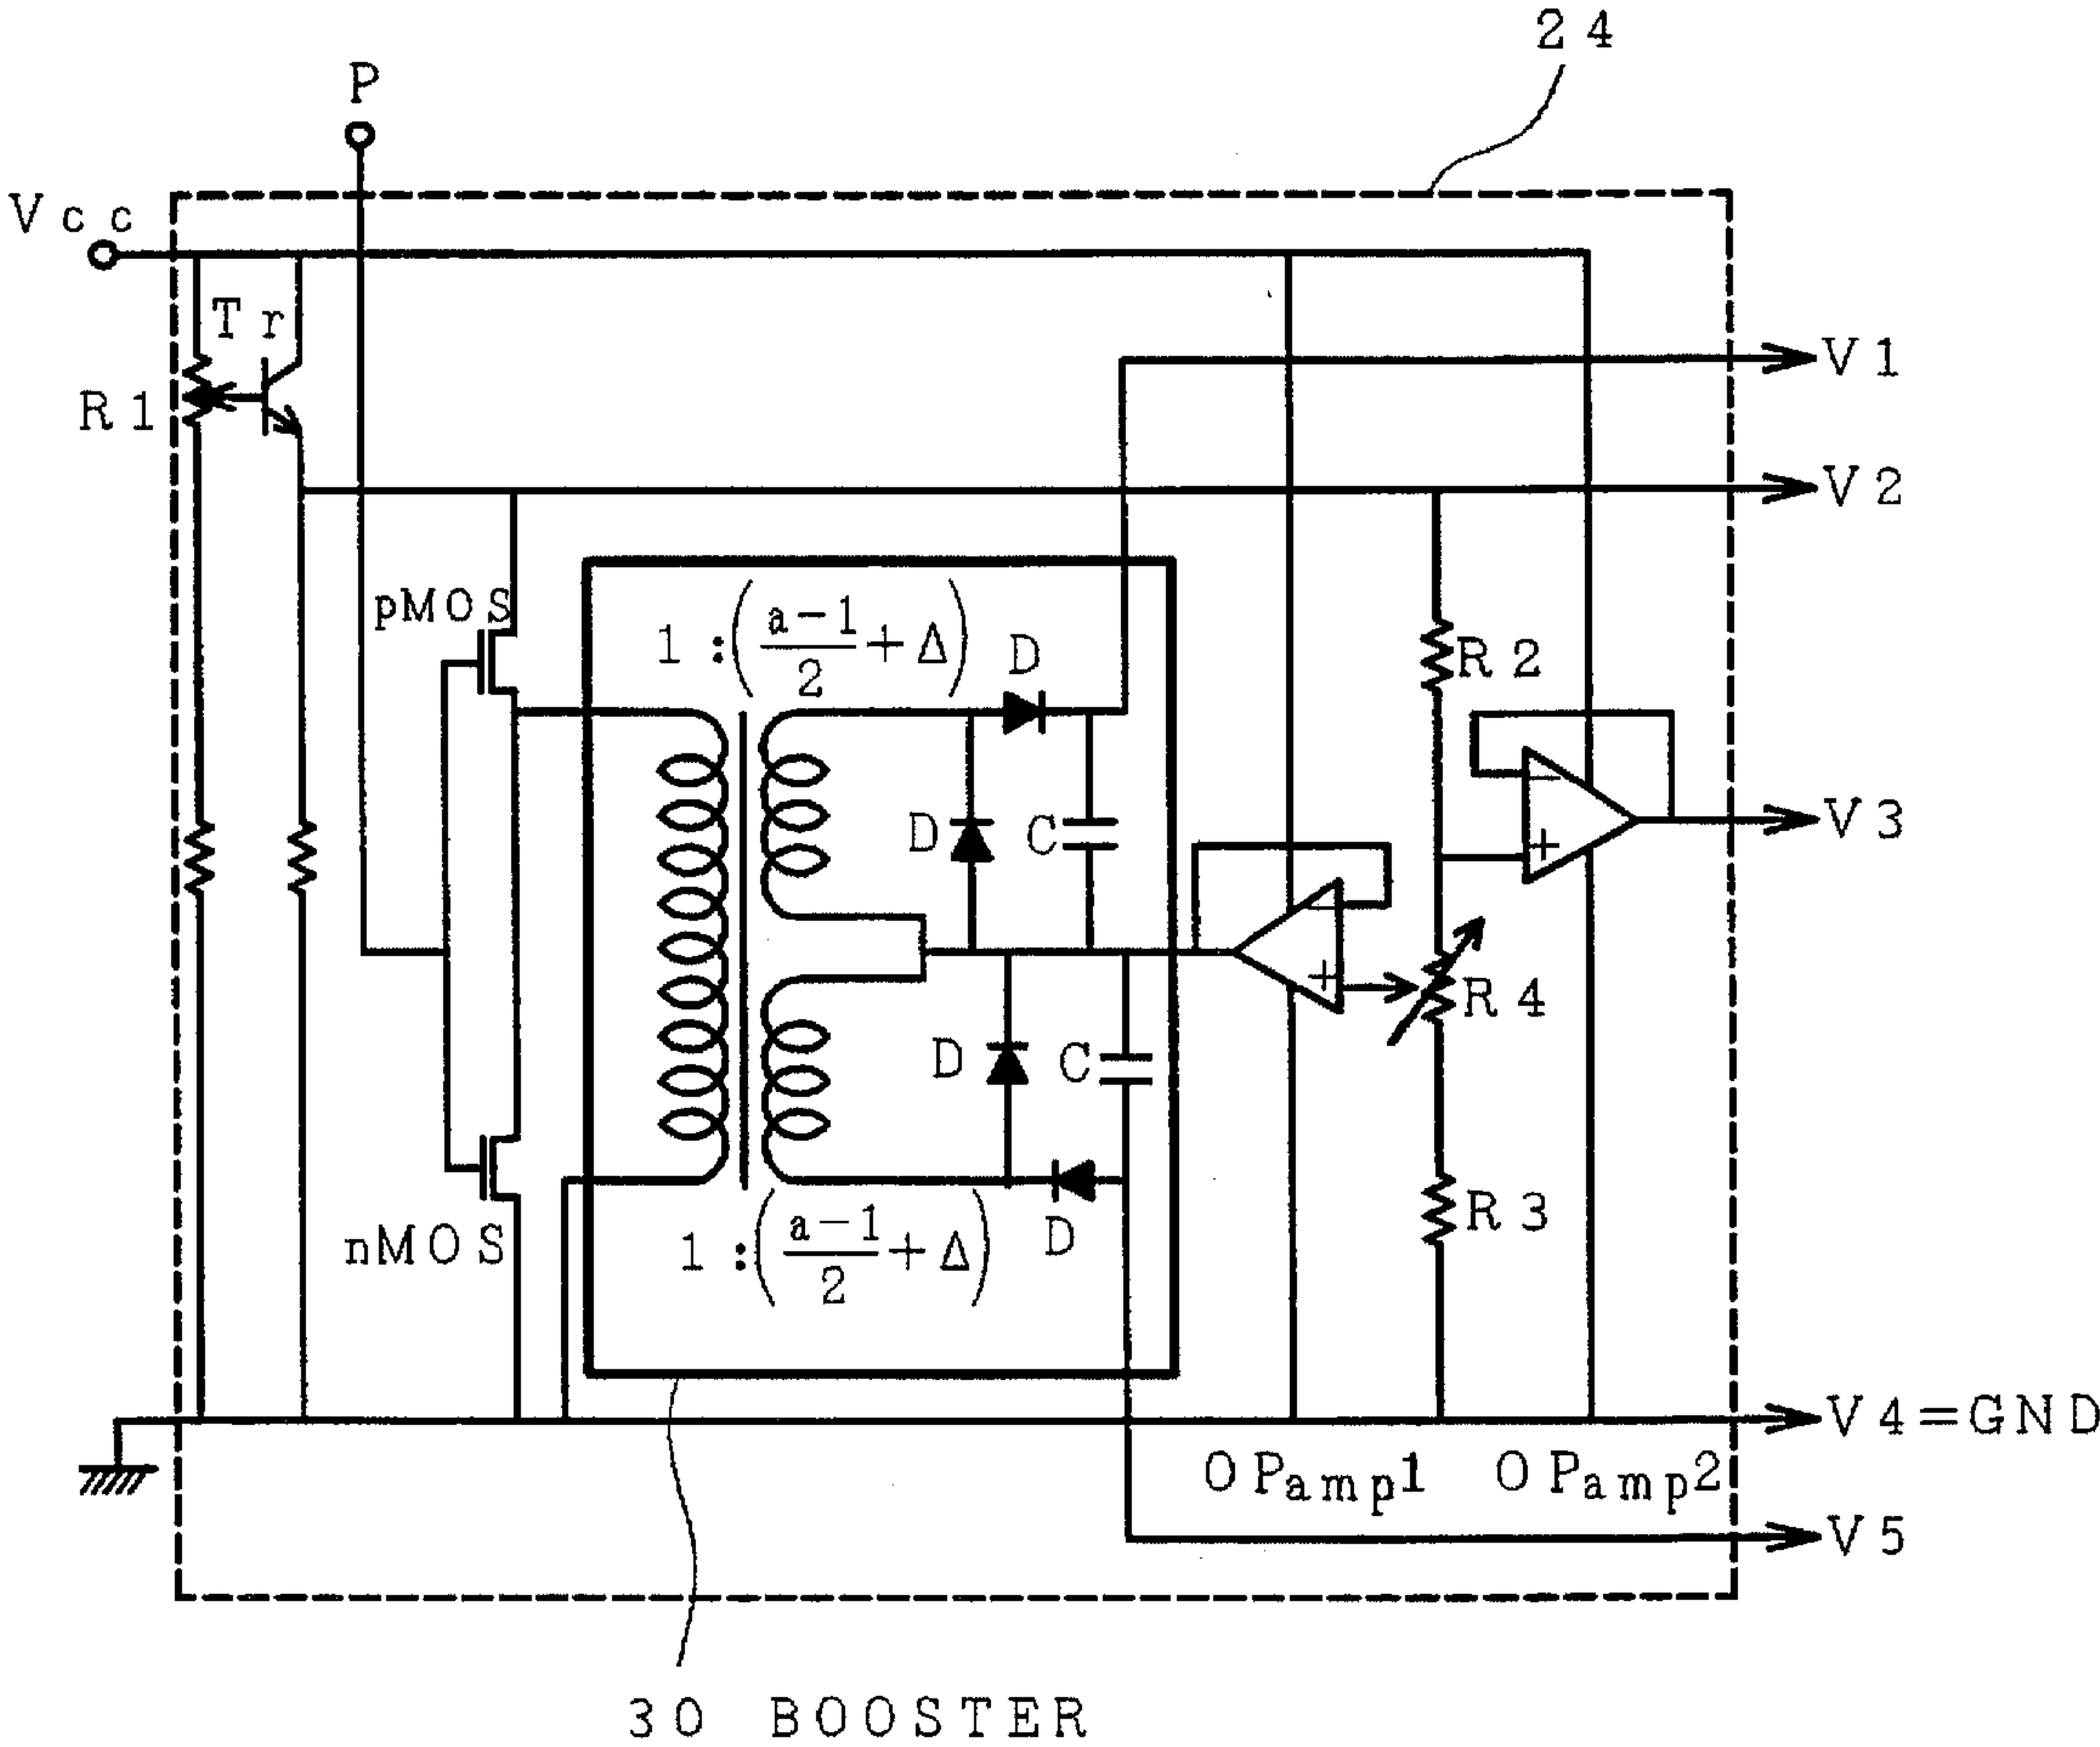 24
P
Vcc
Tr
R1
V1
V2
pMOS
1 : ( a-1 / 2 + Δ )
D
R2
D
C
+
−
V3
−
+
R4
D
C
R3
nMOS
1 : ( a-1 / 2 + Δ )
D
V4=GND
OPamp1
OPamp2
V5
30 BOOSTER